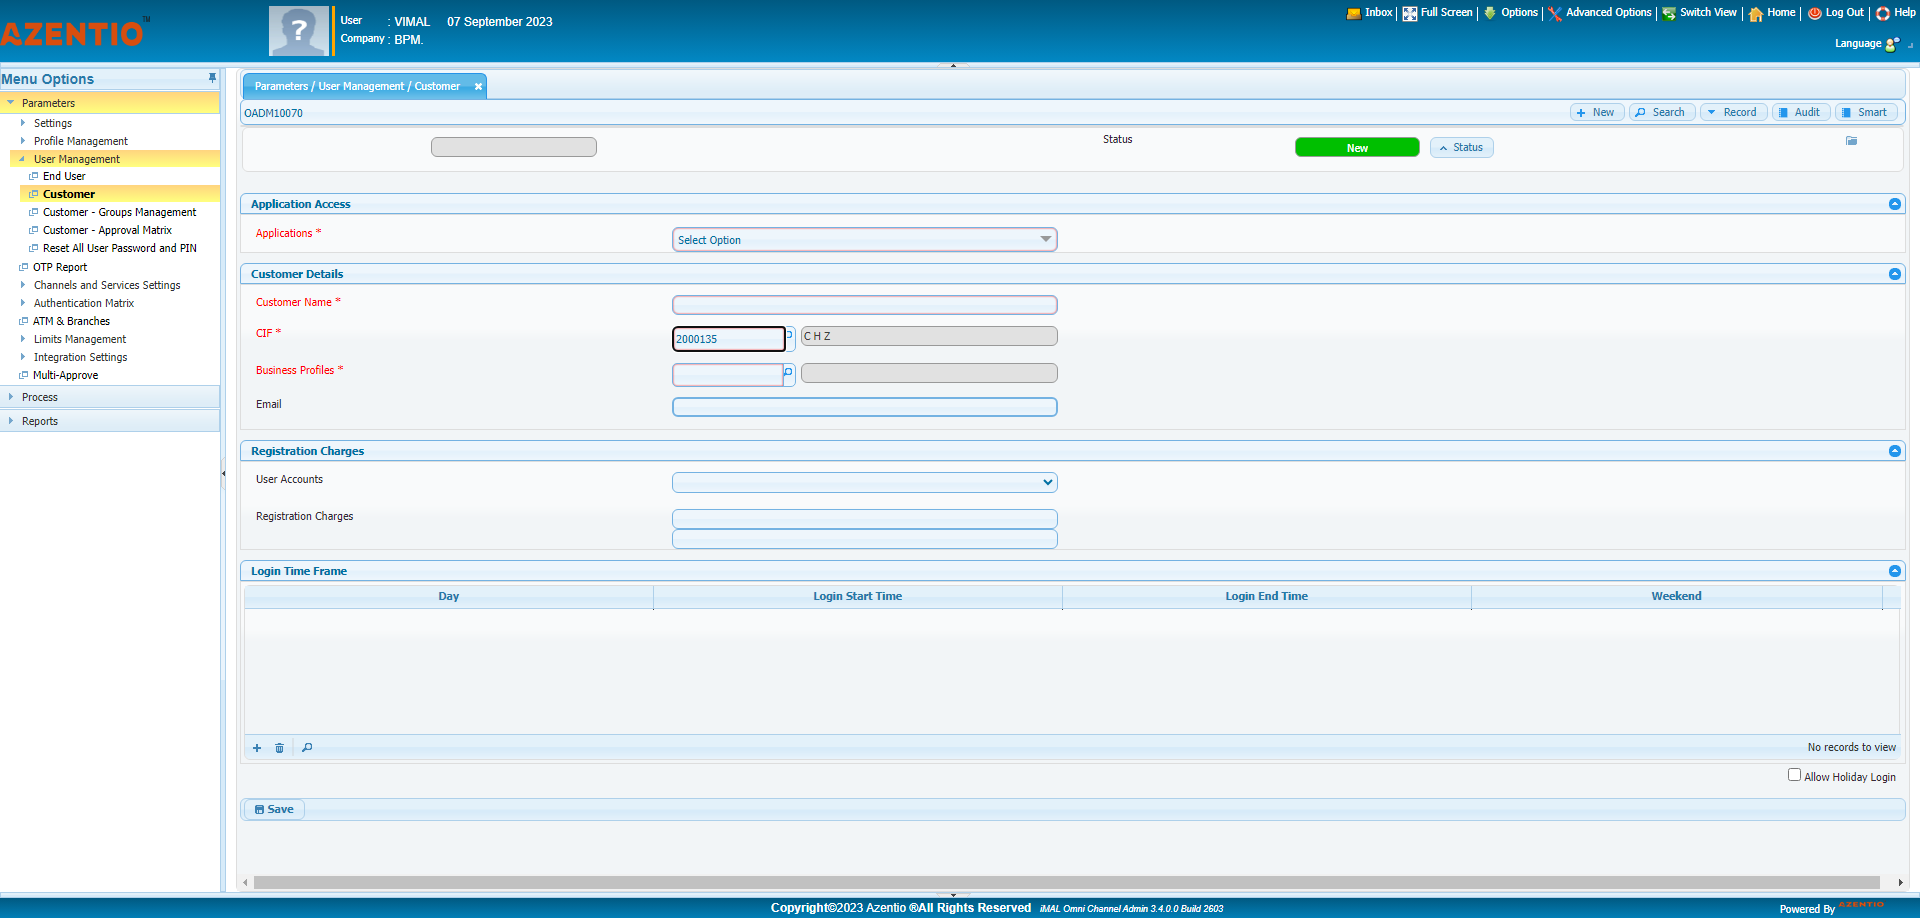 AZENTIO™
User : VIMAL 07 September 2023
Company : BPM.
Inbox Full Screen Options Advanced Options Switch View Home Log Out Help
Language
Menu Options
Parameters
Settings
Profile Management
User Management
End User
Customer
Customer - Groups Management
Customer - Approval Matrix
Reset All User Password and PIN
OTP Report
Channels and Services Settings
Authentication Matrix
ATM & Branches
Limits Management
Integration Settings
Multi-Approve
Process
Reports
Parameters / User Management / Customer
OADM10070
New Search Record Audit Smart
Status New Status
Application Access
Applications *
Select Option
Customer Details
Customer Name *
CIF * 2000135 C H Z
Business Profiles *
Email
Registration Charges
User Accounts
Registration Charges
Login Time Frame
Day Login Start Time Login End Time Weekend
No records to view
Allow Holiday Login
Save
Copyright©2023 Azentio ®All Rights Reserved iMAL Omni Channel Admin 3.4.0.0 Build 2603
Powered By AZENTIO